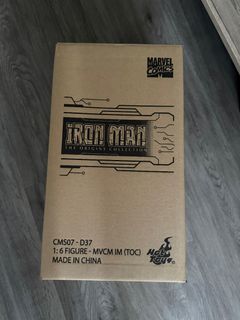 MARVEL
COMICS
IRON MAN
THE ORIGINS COLLECTION
CMS07 - D37
1: 6 FIGURE - MVCM IM (TOC)
MADE IN CHINA
Hot Toys